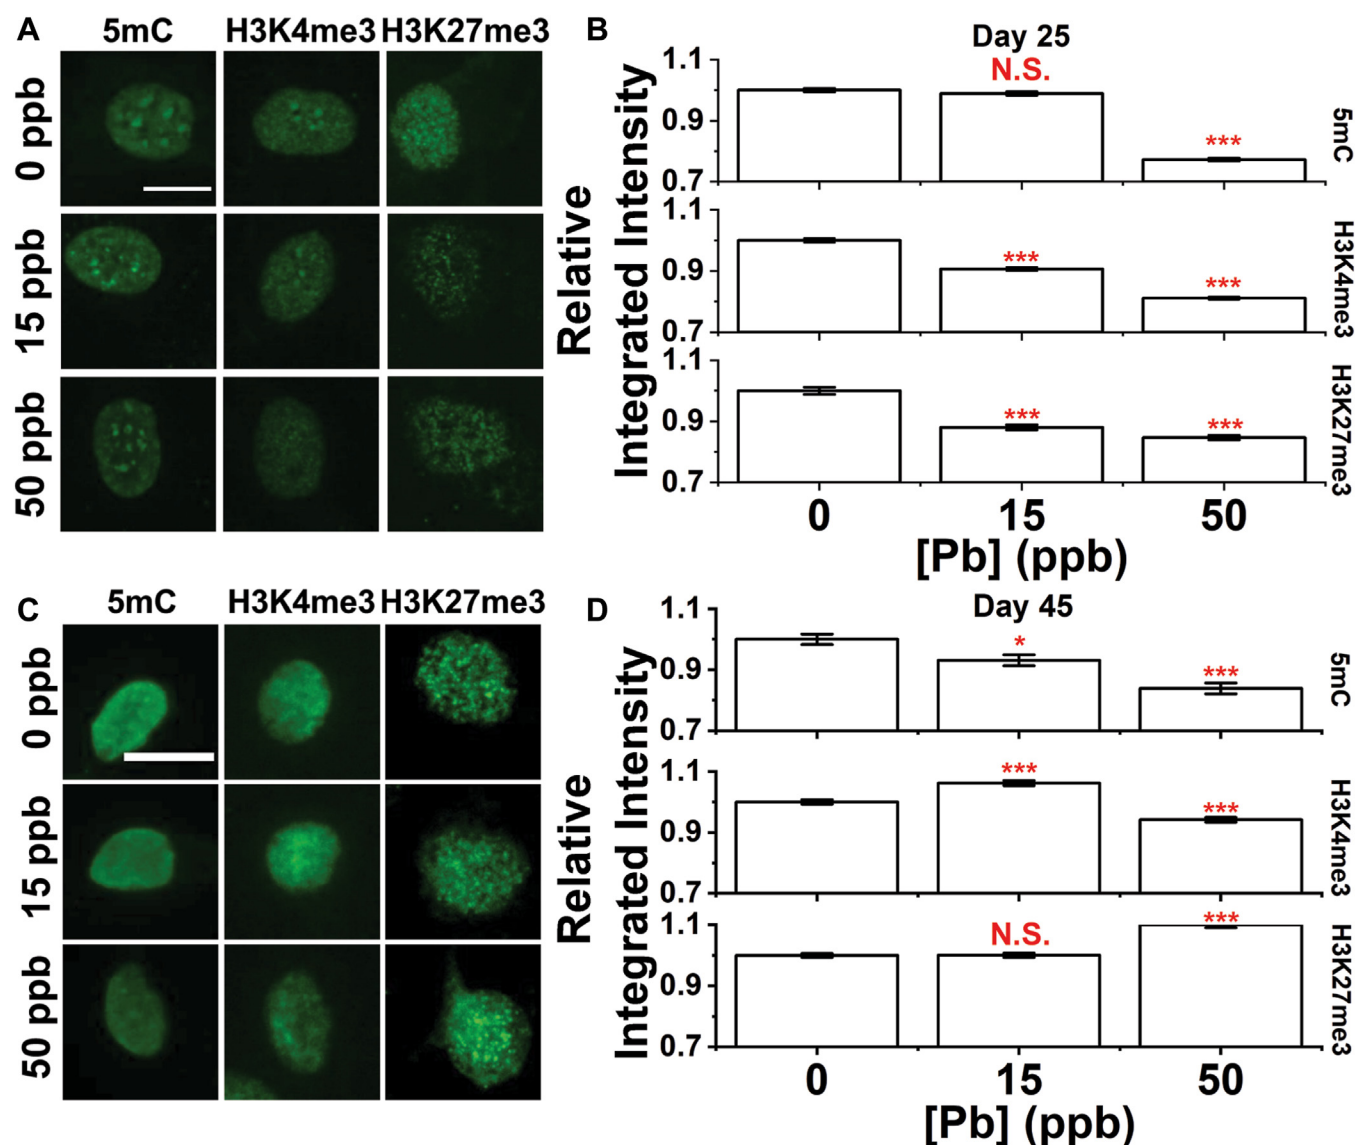 A
5mC H3K4me3 H3K27me3
0 ppb
15 ppb
50 ppb
B
Day 25
Relative
Integrated Intensity
1.1
N.S.
0.9
***
0.7
5mC
1.1
***
0.9
***
0.7
H3K4me3
1.1
***
0.9
***
0.7
H3K27me3
0 15 50
[Pb] (ppb)
C
5mC H3K4me3 H3K27me3
0 ppb
15 ppb
50 ppb
D
Day 45
Relative
Integrated Intensity
1.1
*
0.9
***
0.7
5mC
1.1
***
0.9
***
0.7
H3K4me3
1.1
N.S.
***
0.9
0.7
H3K27me3
0 15 50
[Pb] (ppb)